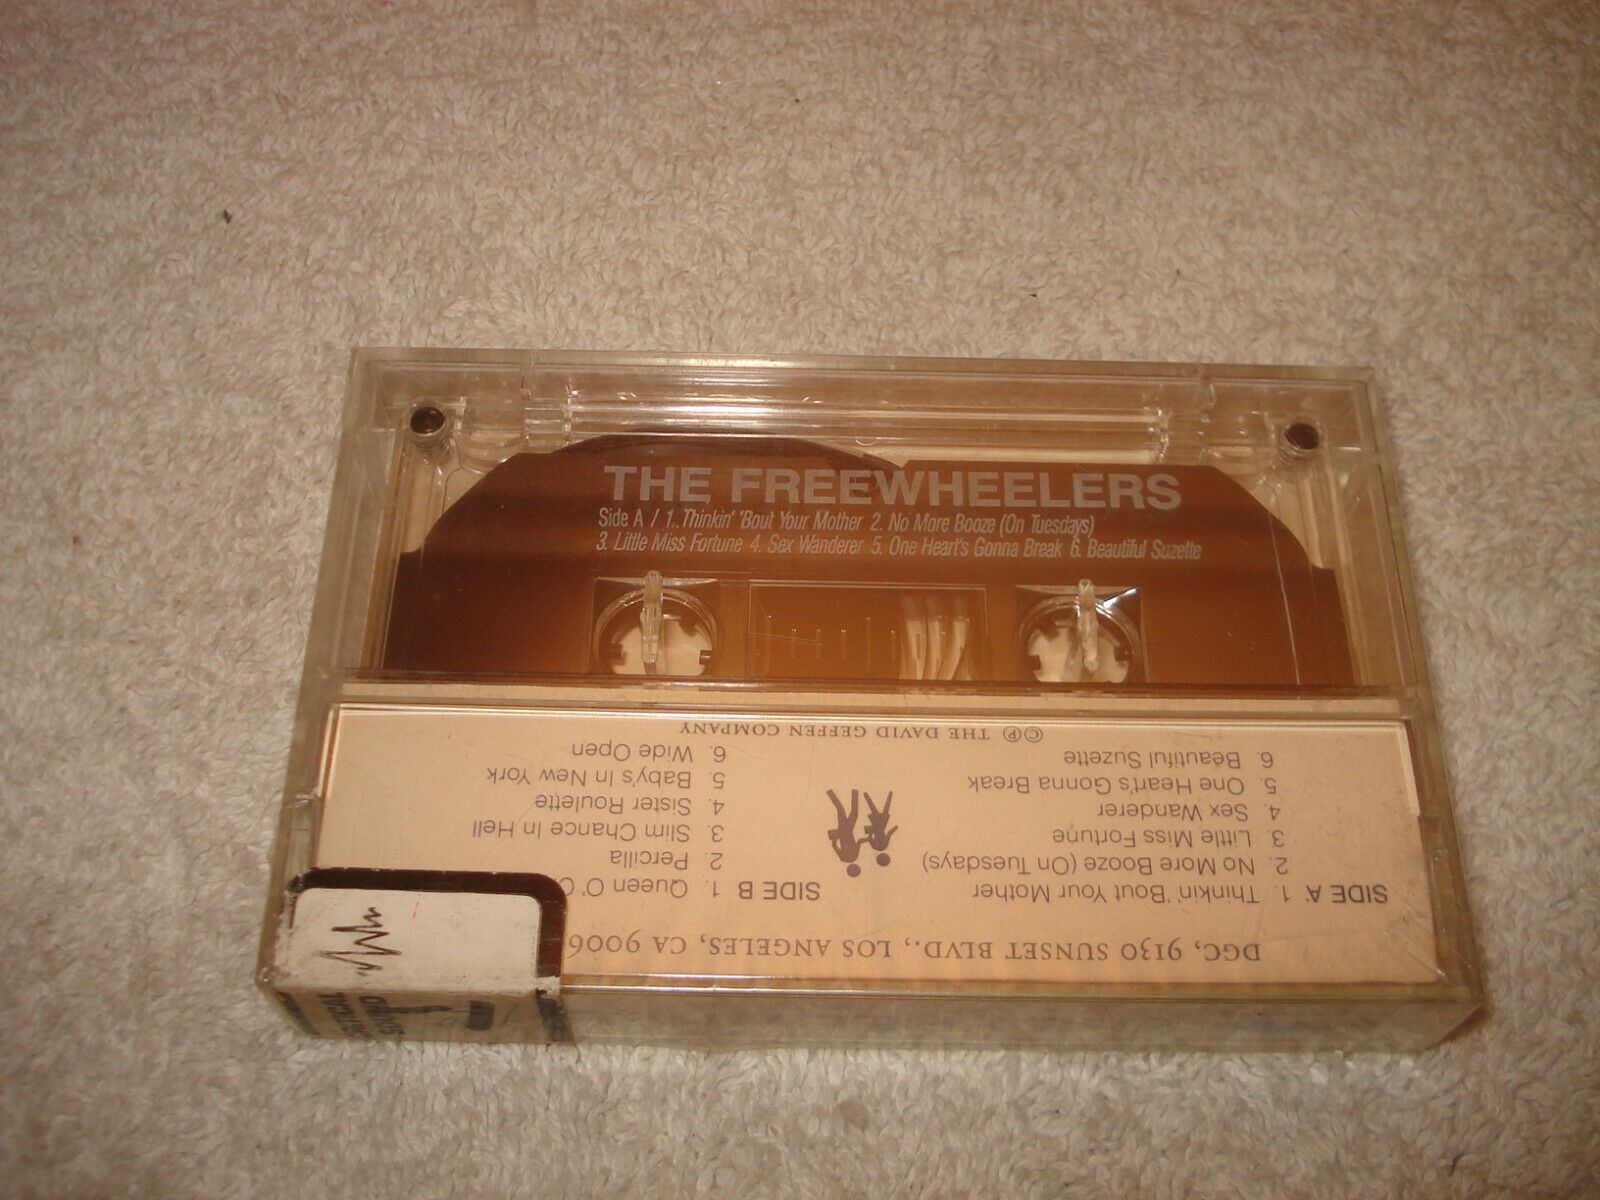 THE FREEWHEELERS
Side A / 1. Thinkin' 'Bout Your Mother 2. No More Booze (On Tuesdays)
3. Little Miss Fortune 4. Sex Wanderer 5. One Heart's Gonna Break 6. Beautiful Suzette
DGC, 9130 SUNSET BLVD., LOS ANGELES, CA 9006
SIDE A 1. Thinkin' 'Bout Your Mother
2. No More Booze (On Tuesdays)
3. Little Miss Fortune
4. Sex Wanderer
5. One Heart's Gonna Break
6. Beautiful Suzette
SIDE B 1. Queen O'
2. Percilla
3. Slim Chance In Hell
4. Sister Roulette
5. Baby's In New York
6. Wide Open
©℗ THE DAVID GEFFEN COMPANY
SOUND